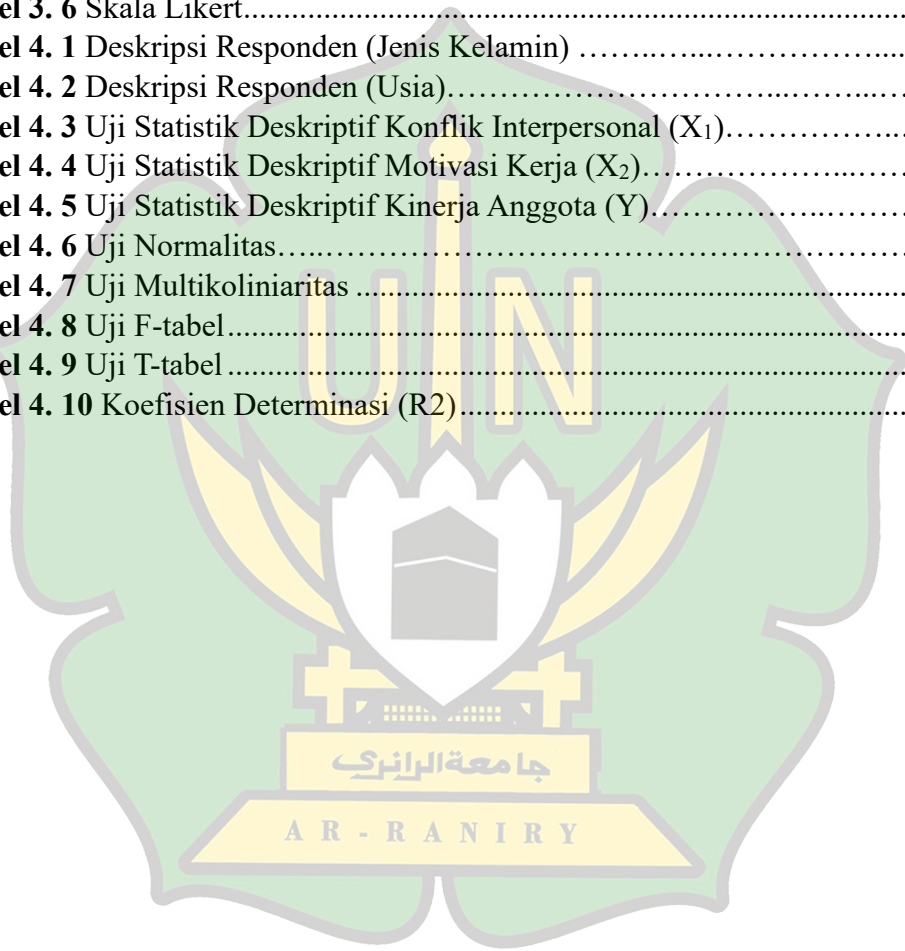 el 3. 6 Skala Likert................................................................................
el 4. 1 Deskripsi Responden (Jenis Kelamin) ……...……...……………....
el 4. 2 Deskripsi Responden (Usia)…………………………...……...…
el 4. 3 Uji Statistik Deskriptif Konflik Interpersonal (X₁)……………...
el 4. 4 Uji Statistik Deskriptif Motivasi Kerja (X₂)………………...……
el 4. 5 Uji Statistik Deskriptif Kinerja Anggota (Y)……………...………
el 4. 6 Uji Normalitas…..…………………………………………………
el 4. 7 Uji Multikoliniaritas ..................................................................
el 4. 8 Uji F-tabel..................................................................................
el 4. 9 Uji T-tabel ..................................................................................
el 4. 10 Koefisien Determinasi (R2)......................................................
UIN
جامعةالرانري
AR-RANIRY